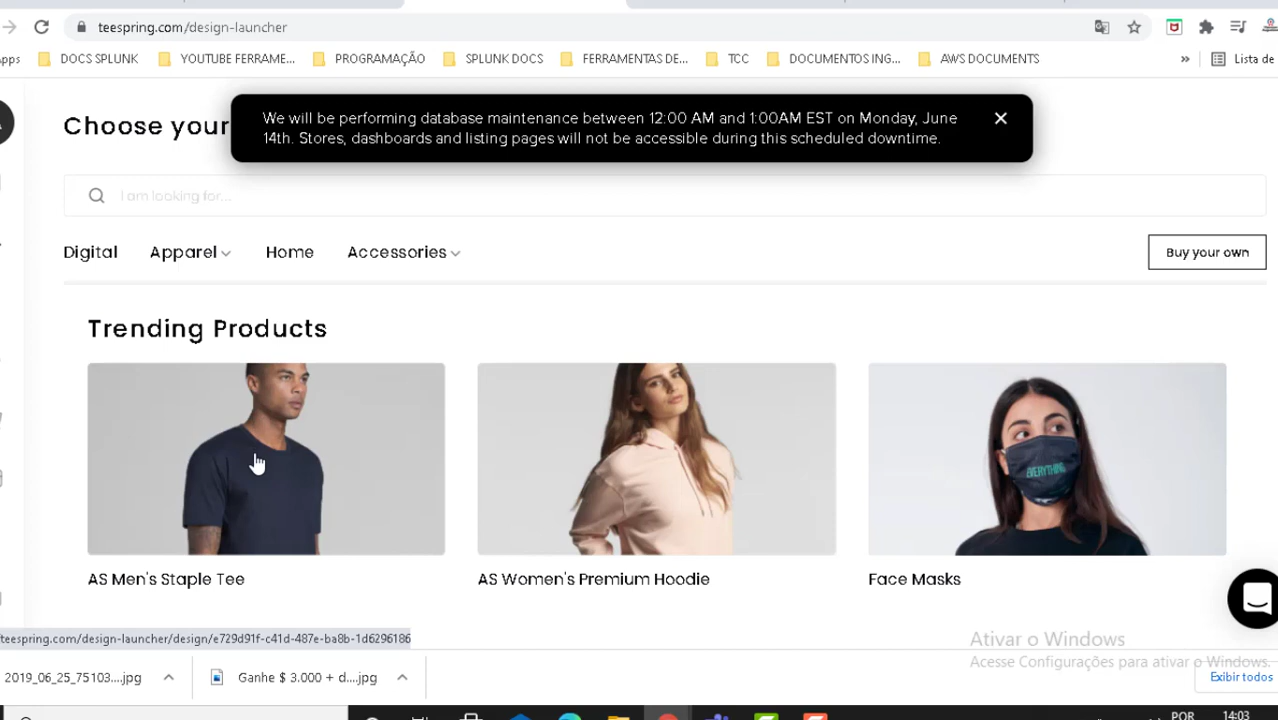 teespring.com/design-launcher
DOCS SPLUNK
YOUTUBE FERRAME...
PROGRAMAÇÃO
SPLUNK DOCS
FERRAMENTAS DE...
TCC
DOCUMENTOS ING...
AWS DOCUMENTS
»
Lista de
Choose your
We will be performing database maintenance between 12:00 AM and 1:00AM EST on Monday, June
14th. Stores, dashboards and listing pages will not be accessible during this scheduled downtime.
I am looking for...
Digital
Apparel
Home
Accessories
Buy your own
Trending Products
EVERYTHING
AS Men's Staple Tee
AS Women's Premium Hoodie
Face Masks
teespring.com/design-launcher/design/e729d91f-c41d-487e-ba8b-1d6296186
Ativar o Windows
Acesse Configurações para ativar o Windows.
2019_06_25_75103....jpg
Ganhe $ 3.000 + d....jpg
Exibir todos
POR
14:03